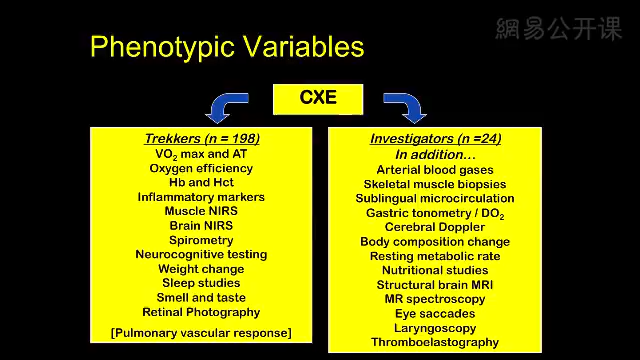 網易公开课
Phenotypic Variables
CXE
Trekkers (n = 198)
VO2 max and AT
Oxygen efficiency
Hb and Hct
Inflammatory markers
Muscle NIRS
Brain NIRS
Spirometry
Neurocognitive testing
Weight change
Sleep studies
Smell and taste
Retinal Photography
[Pulmonary vascular response]
Investigators (n =24)
In addition...
Arterial blood gases
Skeletal muscle biopsies
Sublingual microcirculation
Gastric tonometry / DO2
Cerebral Doppler
Body composition change
Resting metabolic rate
Nutritional studies
Structural brain MRI
MR spectroscopy
Eye saccades
Laryngoscopy
Thromboelastography